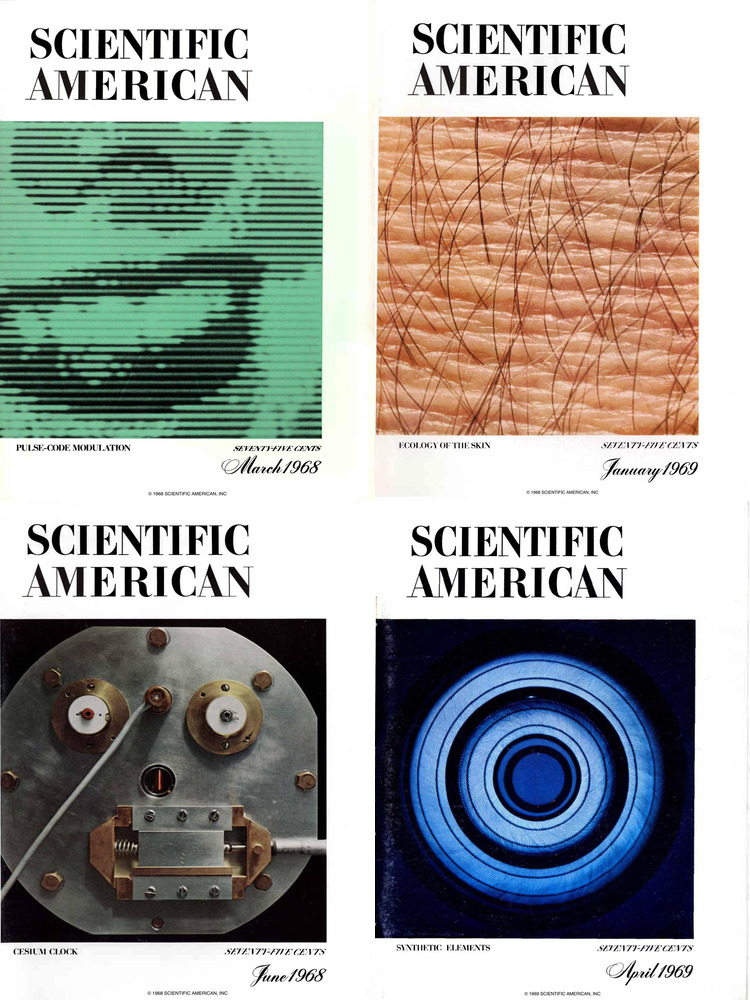 SCIENTIFIC
AMERICAN
PULSE-CODE MODULATION
SEVENTY-FIVE CENTS
March 1968
© 1968 SCIENTIFIC AMERICAN, INC
SCIENTIFIC
AMERICAN
ECOLOGY OF THE SKIN
SEVENTY-FIVE CENTS
January 1969
© 1968 SCIENTIFIC AMERICAN, INC
SCIENTIFIC
AMERICAN
CESIUM CLOCK
SEVENTY-FIVE CENTS
June 1968
© 1968 SCIENTIFIC AMERICAN, INC
SCIENTIFIC
AMERICAN
SYNTHETIC ELEMENTS
SEVENTY-FIVE CENTS
April 1969
© 1969 SCIENTIFIC AMERICAN, INC